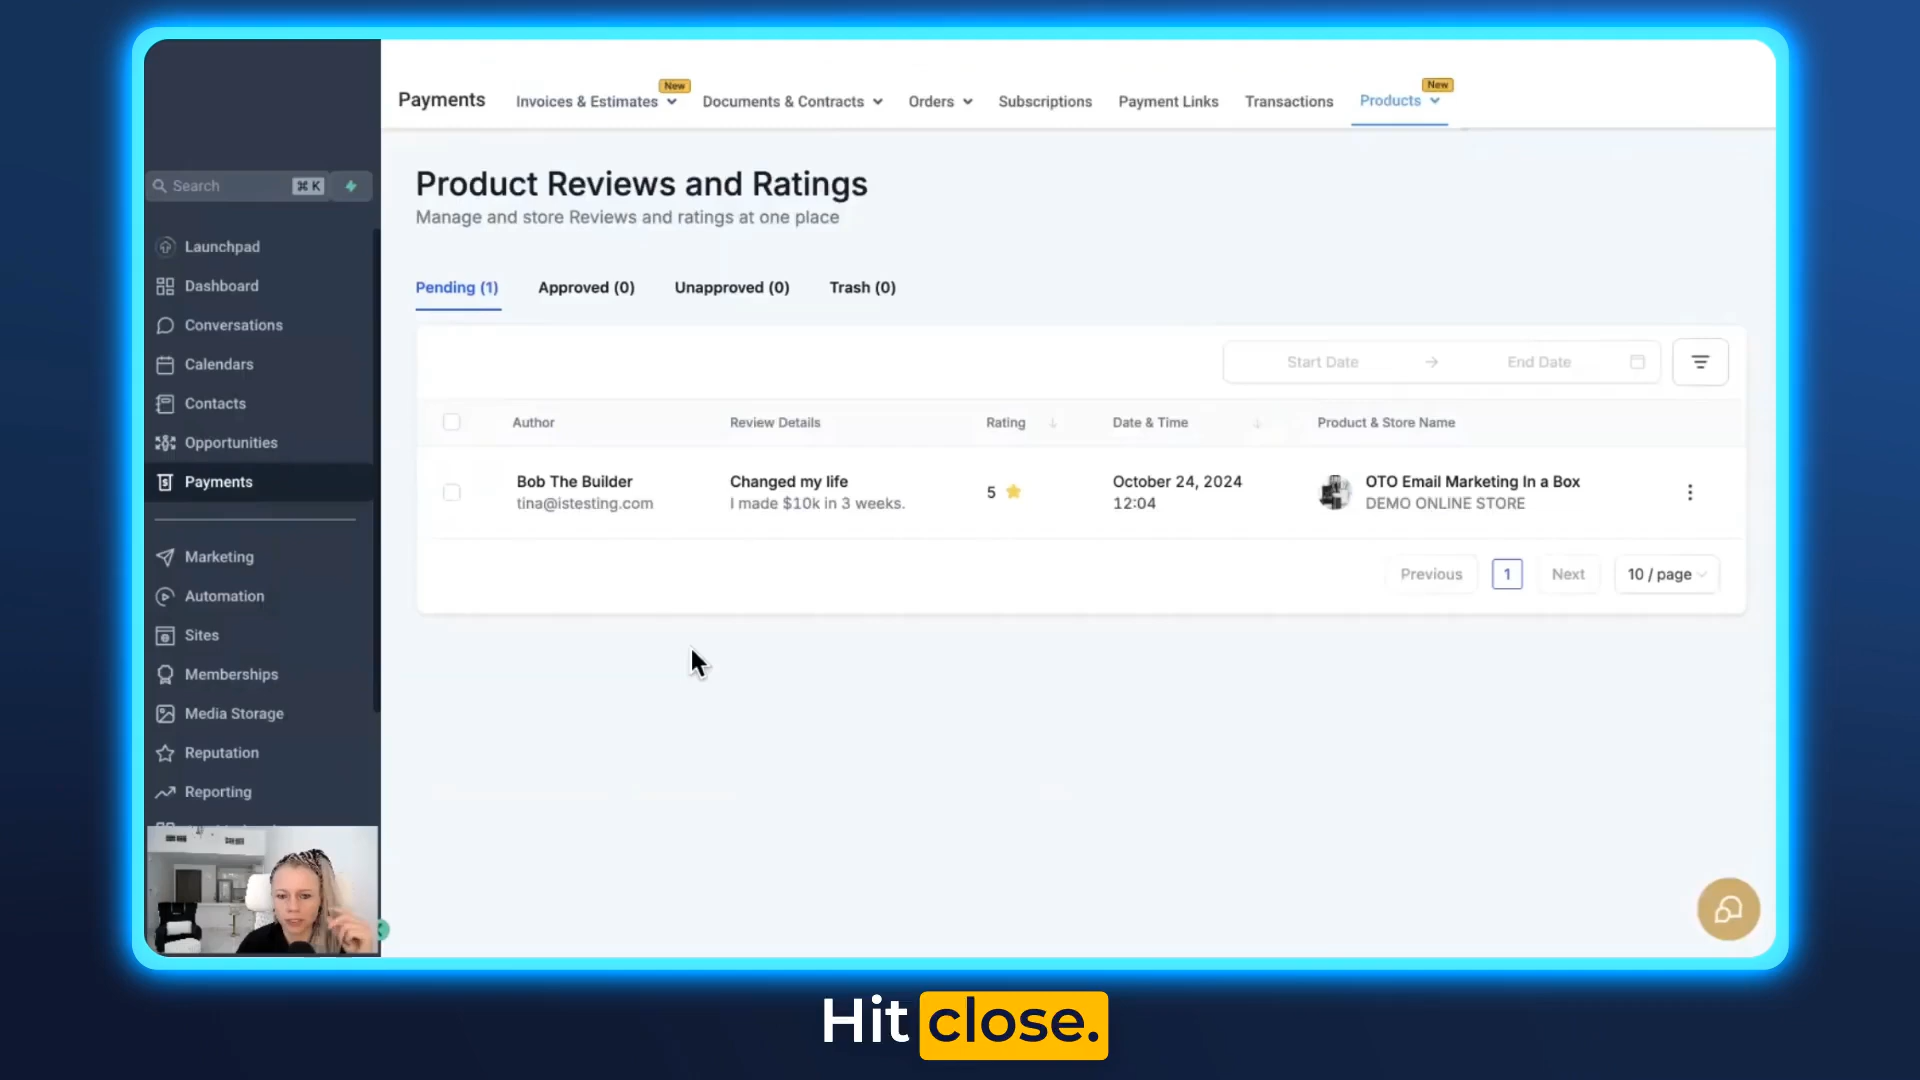 Payments
Invoices & Estimates
New
Documents & Contracts
Orders
Subscriptions
Payment Links
Transactions
Products
New
Search
⌘ K
Launchpad
Dashboard
Conversations
Calendars
Contacts
Opportunities
Payments
Marketing
Automation
Sites
Memberships
Media Storage
Reputation
Reporting
Product Reviews and Ratings
Manage and store Reviews and ratings at one place
Pending (1)
Approved (0)
Unapproved (0)
Trash (0)
Start Date → End Date
Author
Review Details
Rating
Date & Time
Product & Store Name
Bob The Builder
tina@istesting.com
Changed my life
I made $10k in 3 weeks.
5
October 24, 2024
12:04
OTO Email Marketing In a Box
DEMO ONLINE STORE
Previous
1
Next
10 / page
Hit close.